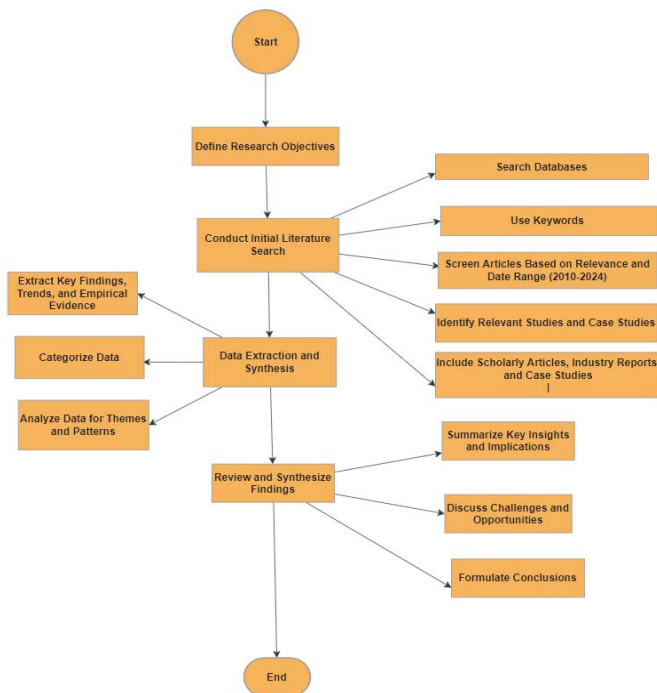 Start
Define Research Objectives
Search Databases
Conduct Initial Literature
Search
Use Keywords
Screen Articles Based on Relevance and
Date Range (2010-2024)
Identify Relevant Studies and Case Studies
Include Scholarly Articles, Industry Reports
and Case Studies
|
Extract Key Findings,
Trends, and Empirical
Evidence
Data Extraction and
Synthesis
Categorize Data
Analyze Data for Themes
and Patterns
Review and Synthesize
Findings
Summarize Key Insights
and Implications
Discuss Challenges and
Opportunities
Formulate Conclusions
End